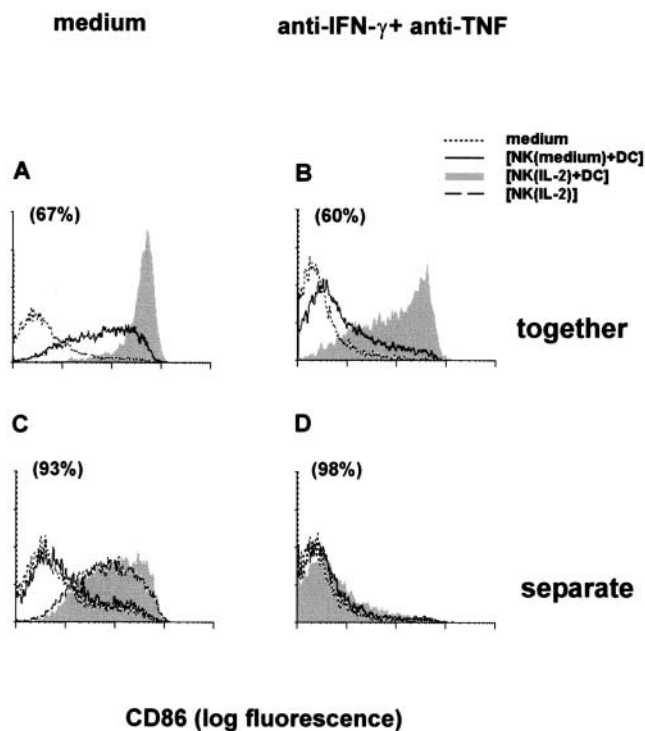 medium
anti-IFN-γ+ anti-TNF
medium
[NK(medium)+DC]
[NK(IL-2)+DC]
[NK(IL-2)]
A
(67%)
B
(60%)
together
C
(93%)
D
(98%)
separate
CD86 (log fluorescence)